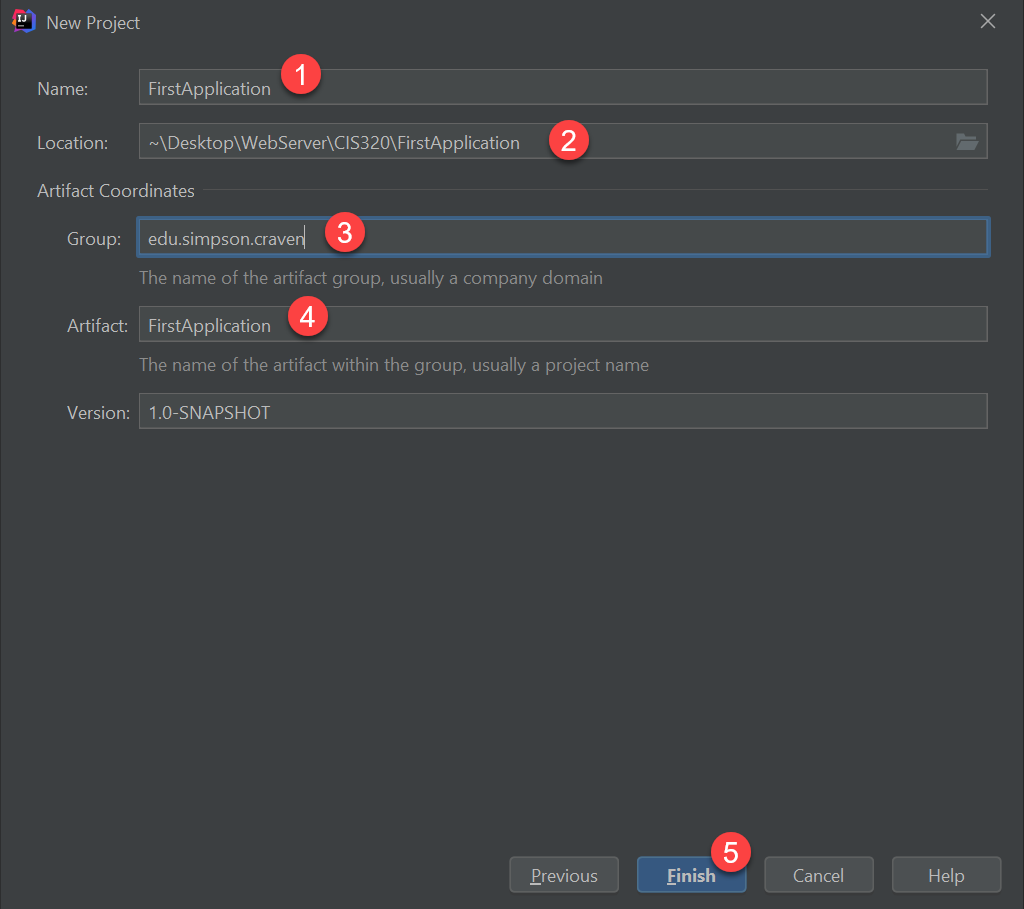 IJ
New Project
Name: FirstApplication 1
Location: ~\Desktop\WebServer\CIS320\FirstApplication 2
Artifact Coordinates
Group: edu.simpson.craven 3
The name of the artifact group, usually a company domain
Artifact: FirstApplication 4
The name of the artifact within the group, usually a project name
Version: 1.0-SNAPSHOT
5
Previous Finish Cancel Help